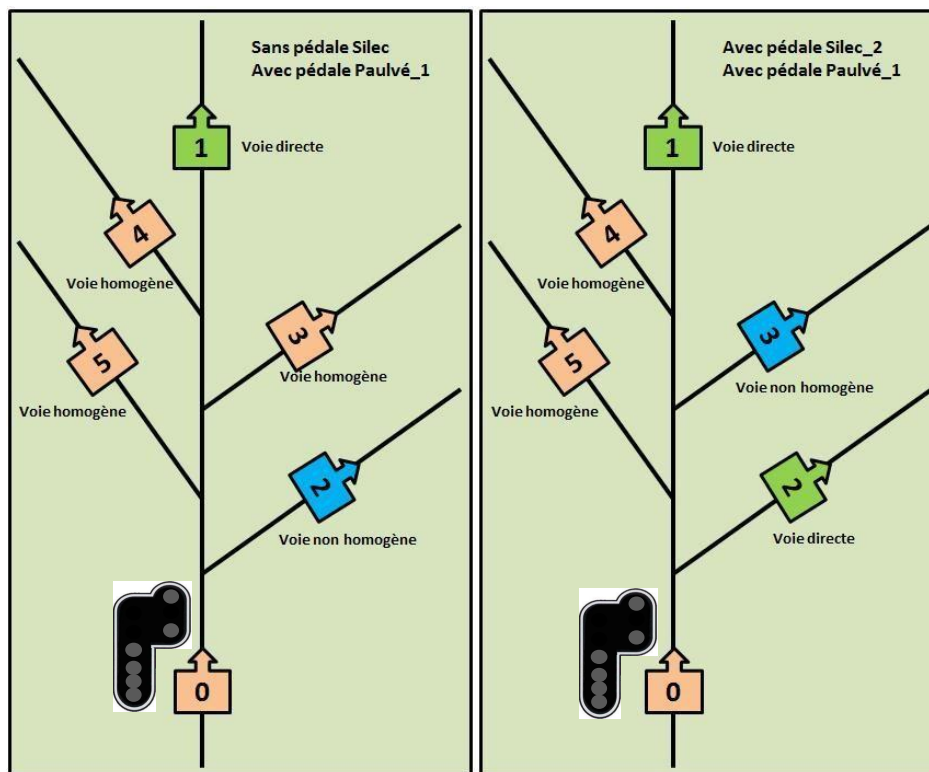 Sans pédale Silec
Avec pédale Paulvé_1
1
Voie directe
4
Voie homogène
3
Voie homogène
5
Voie homogène
2
Voie non homogène
0
Avec pédale Silec_2
Avec pédale Paulvé_1
1
Voie directe
4
Voie homogène
3
Voie non homogène
5
Voie homogène
2
Voie directe
0